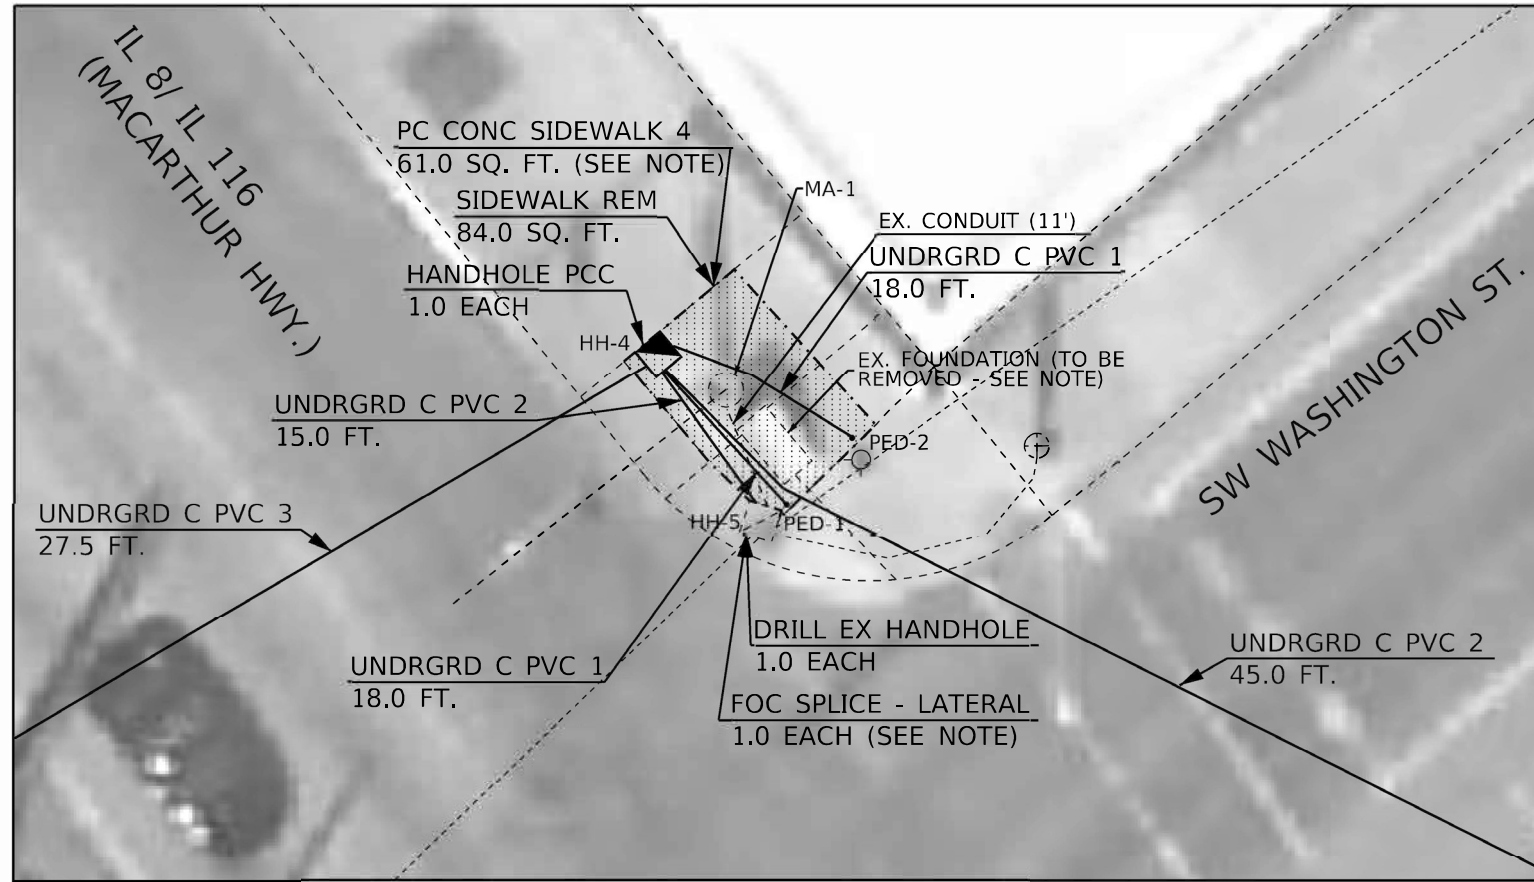 IL 8/ IL 116
(MACARTHUR HWY.)
PC CONC SIDEWALK 4
61.0 SQ. FT. (SEE NOTE)
SIDEWALK REM
84.0 SQ. FT.
HANDHOLE PCC
1.0 EACH
HH-4
MA-1
EX. CONDUIT (11')
UNDRGRD C PVC 1
18.0 FT.
EX. FOUNDATION (TO BE
REMOVED - SEE NOTE)
UNDRGRD C PVC 2
15.0 FT.
PED-2
SW WASHINGTON ST.
UNDRGRD C PVC 3
27.5 FT.
HH-5
PED-1
DRILL EX HANDHOLE
1.0 EACH
UNDRGRD C PVC 2
45.0 FT.
UNDRGRD C PVC 1
18.0 FT.
FOC SPLICE - LATERAL
1.0 EACH (SEE NOTE)